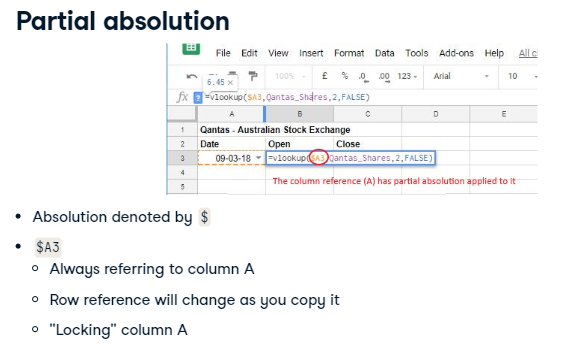 Partial absolution
File Edit View Insert Format Data Tools Add-ons Help All c
6.45 ×
100% £ % .0 .00 123 Arial 10
fx ? =vlookup($A3,Qantas_Shares,2,FALSE)
A B C D E
1 Qantas - Australian Stock Exchange
2 Date Open Close
3 09-03-18 =vlookup($A3,Qantas_Shares,2,FALSE)
4 The column reference (A) has partial absolution applied to it
5
• Absolution denoted by $
• $A3
○ Always referring to column A
○ Row reference will change as you copy it
○ "Locking" column A